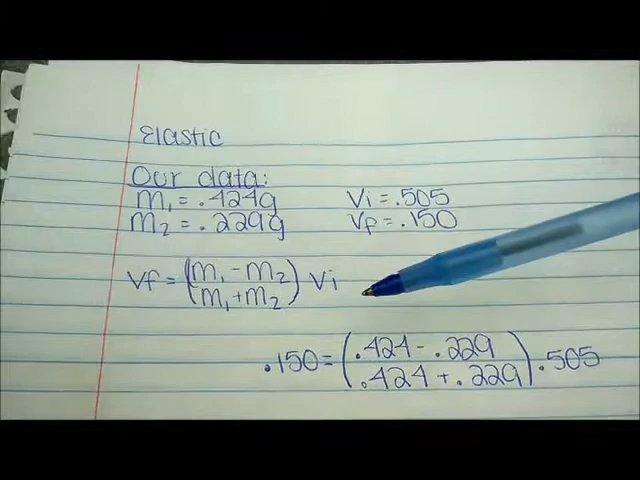 Elastic
Our data:
m₁ = .424g Vi = .505
m₂ = .229g Vf = .150
Vf = (m₁ - m₂ / m₁ + m₂) Vi
.150 = (.424 - .229 / .424 + .229) . 505